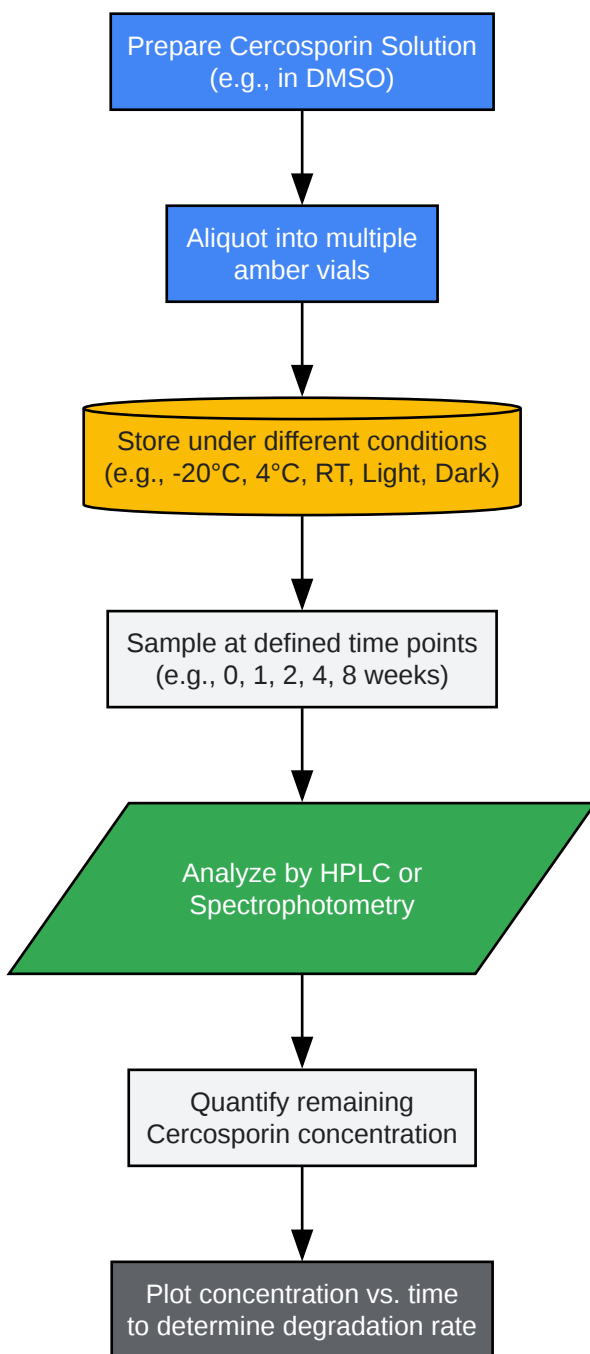 Prepare Cercosporin Solution
(e.g., in DMSO)
Aliquot into multiple
amber vials
Store under different conditions
(e.g., -20°C, 4°C, RT, Light, Dark)
Sample at defined time points
(e.g., 0, 1, 2, 4, 8 weeks)
Analyze by HPLC or
Spectrophotometry
Quantify remaining
Cercosporin concentration
Plot concentration vs. time
to determine degradation rate